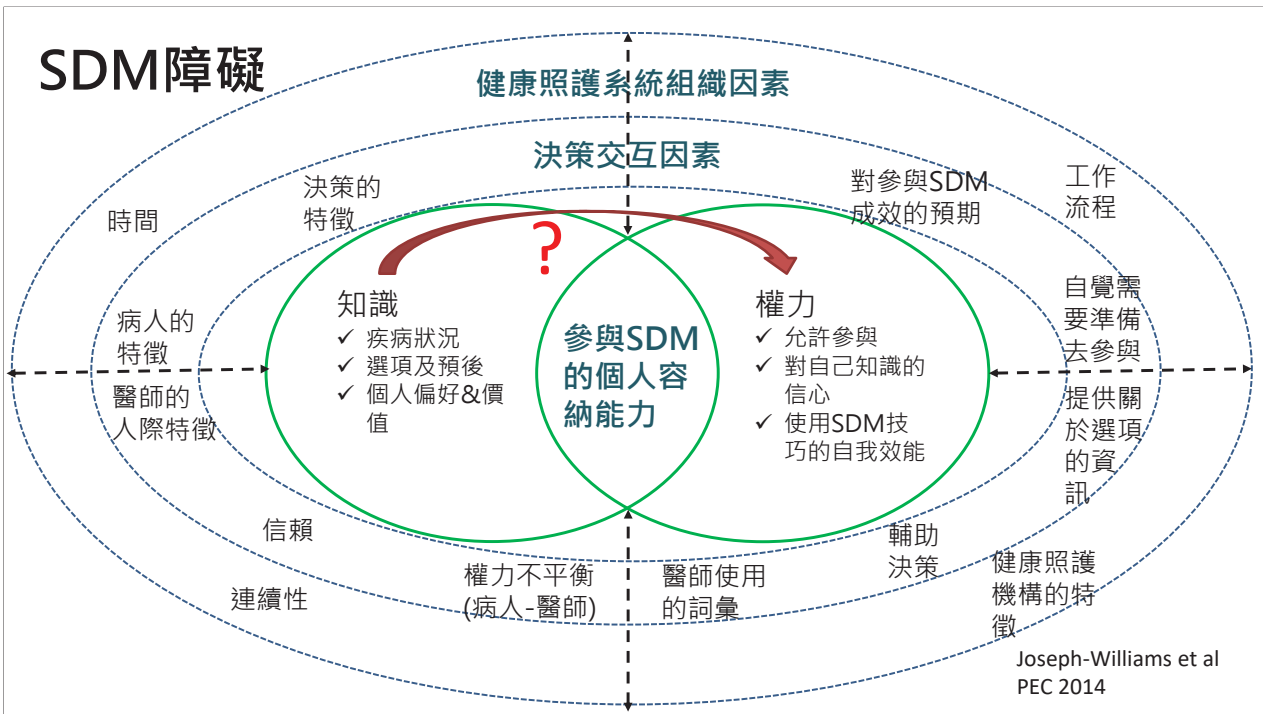 SDM障礙
健康照護系統組織因素
決策交互因素
時間
決策的
特徵
對參與SDM
成效的預期
工作
流程
?
知識
✓ 疾病狀況
✓ 選項及預後
✓ 個人偏好&價
值
參與SDM
的個人容
納能力
權力
✓ 允許參與
✓ 對自己知識的
信心
✓ 使用SDM技
巧的自我效能
病人的
特徵
醫師的
人際特徵
自覺需
要準備
去參與
提供關
於選項
的資
訊
信賴
連續性
權力不平衡
(病人-醫師)
醫師使用
的詞彙
輔助
決策
健康照護
機構的特
徵
Joseph-Williams et al
PEC 2014